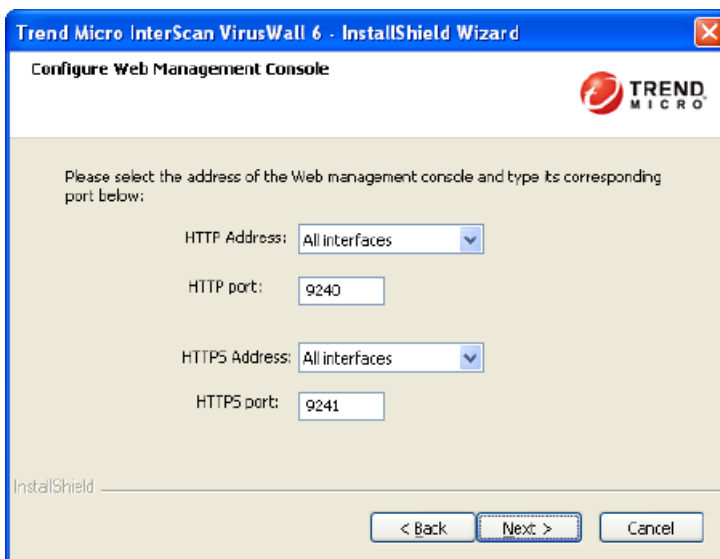 Trend Micro InterScan VirusWall 6 - InstallShield Wizard
Configure Web Management Console
TREND
MICRO
Please select the address of the Web management console and type its corresponding
port below:
HTTP Address: All interfaces
HTTP port: 9240
HTTPS Address: All interfaces
HTTPS port: 9241
InstallShield
< Back Next > Cancel